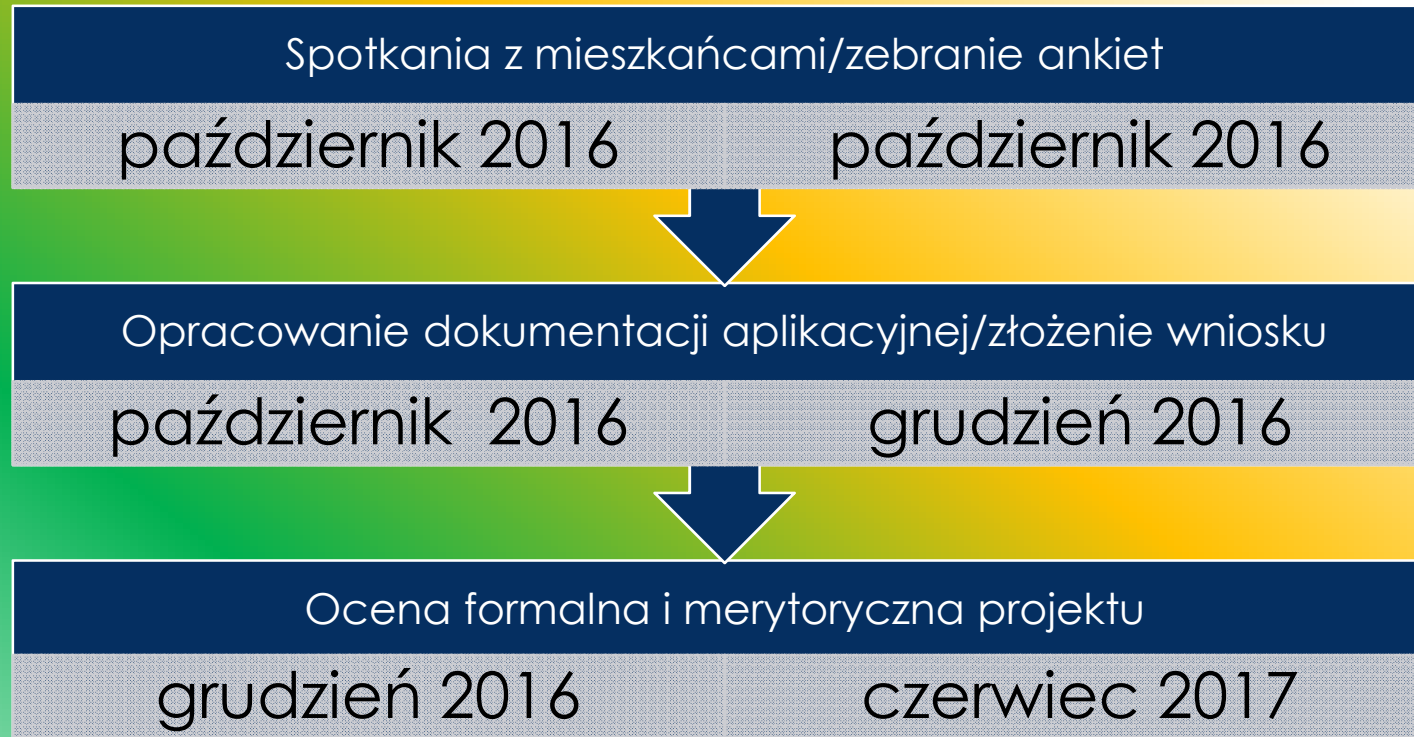 Spotkania z mieszkańcami/zebranie ankiet
październik 2016 październik 2016
Opracowanie dokumentacji aplikacyjnej/złożenie wniosku
październik 2016 grudzień 2016
Ocena formalna i merytoryczna projektu
grudzień 2016 czerwiec 2017